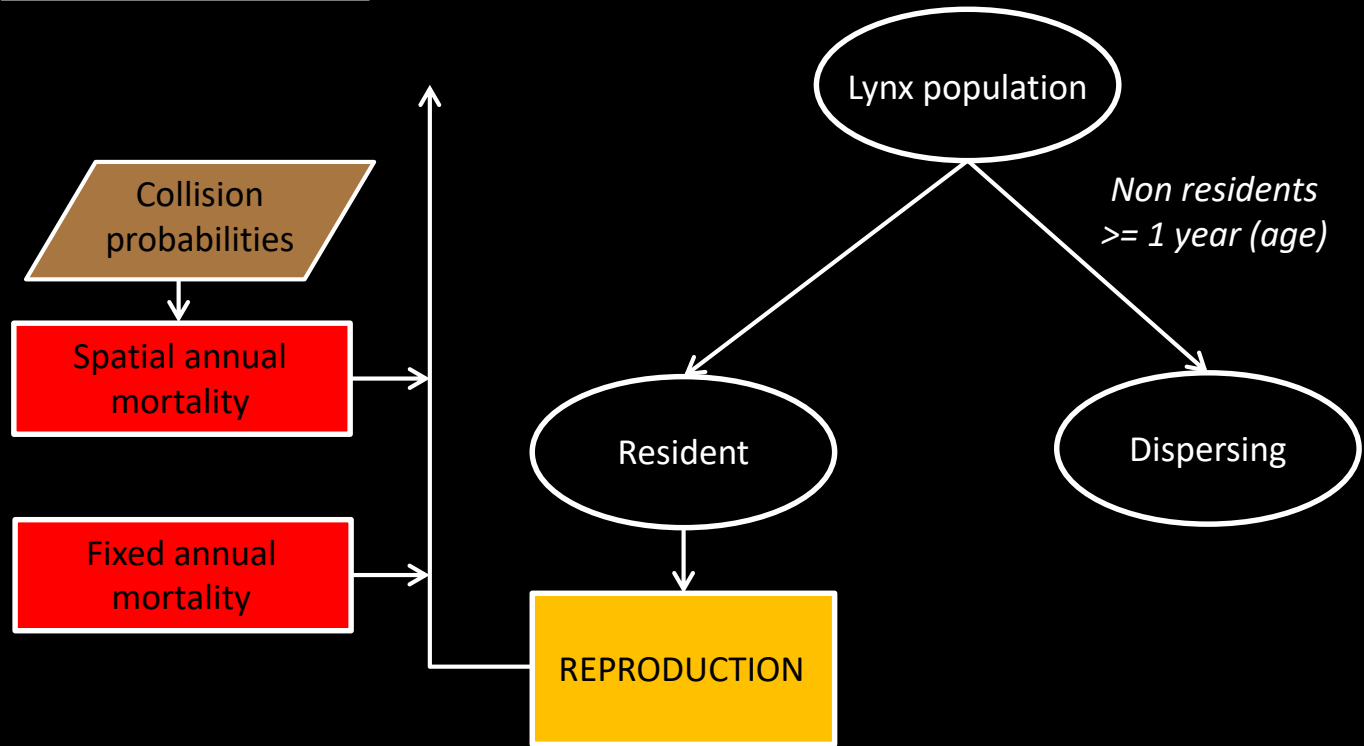 Lynx population
Non residents
>= 1 year (age)
Collision
probabilities
Spatial annual
mortality
Resident
Dispersing
Fixed annual
mortality
REPRODUCTION